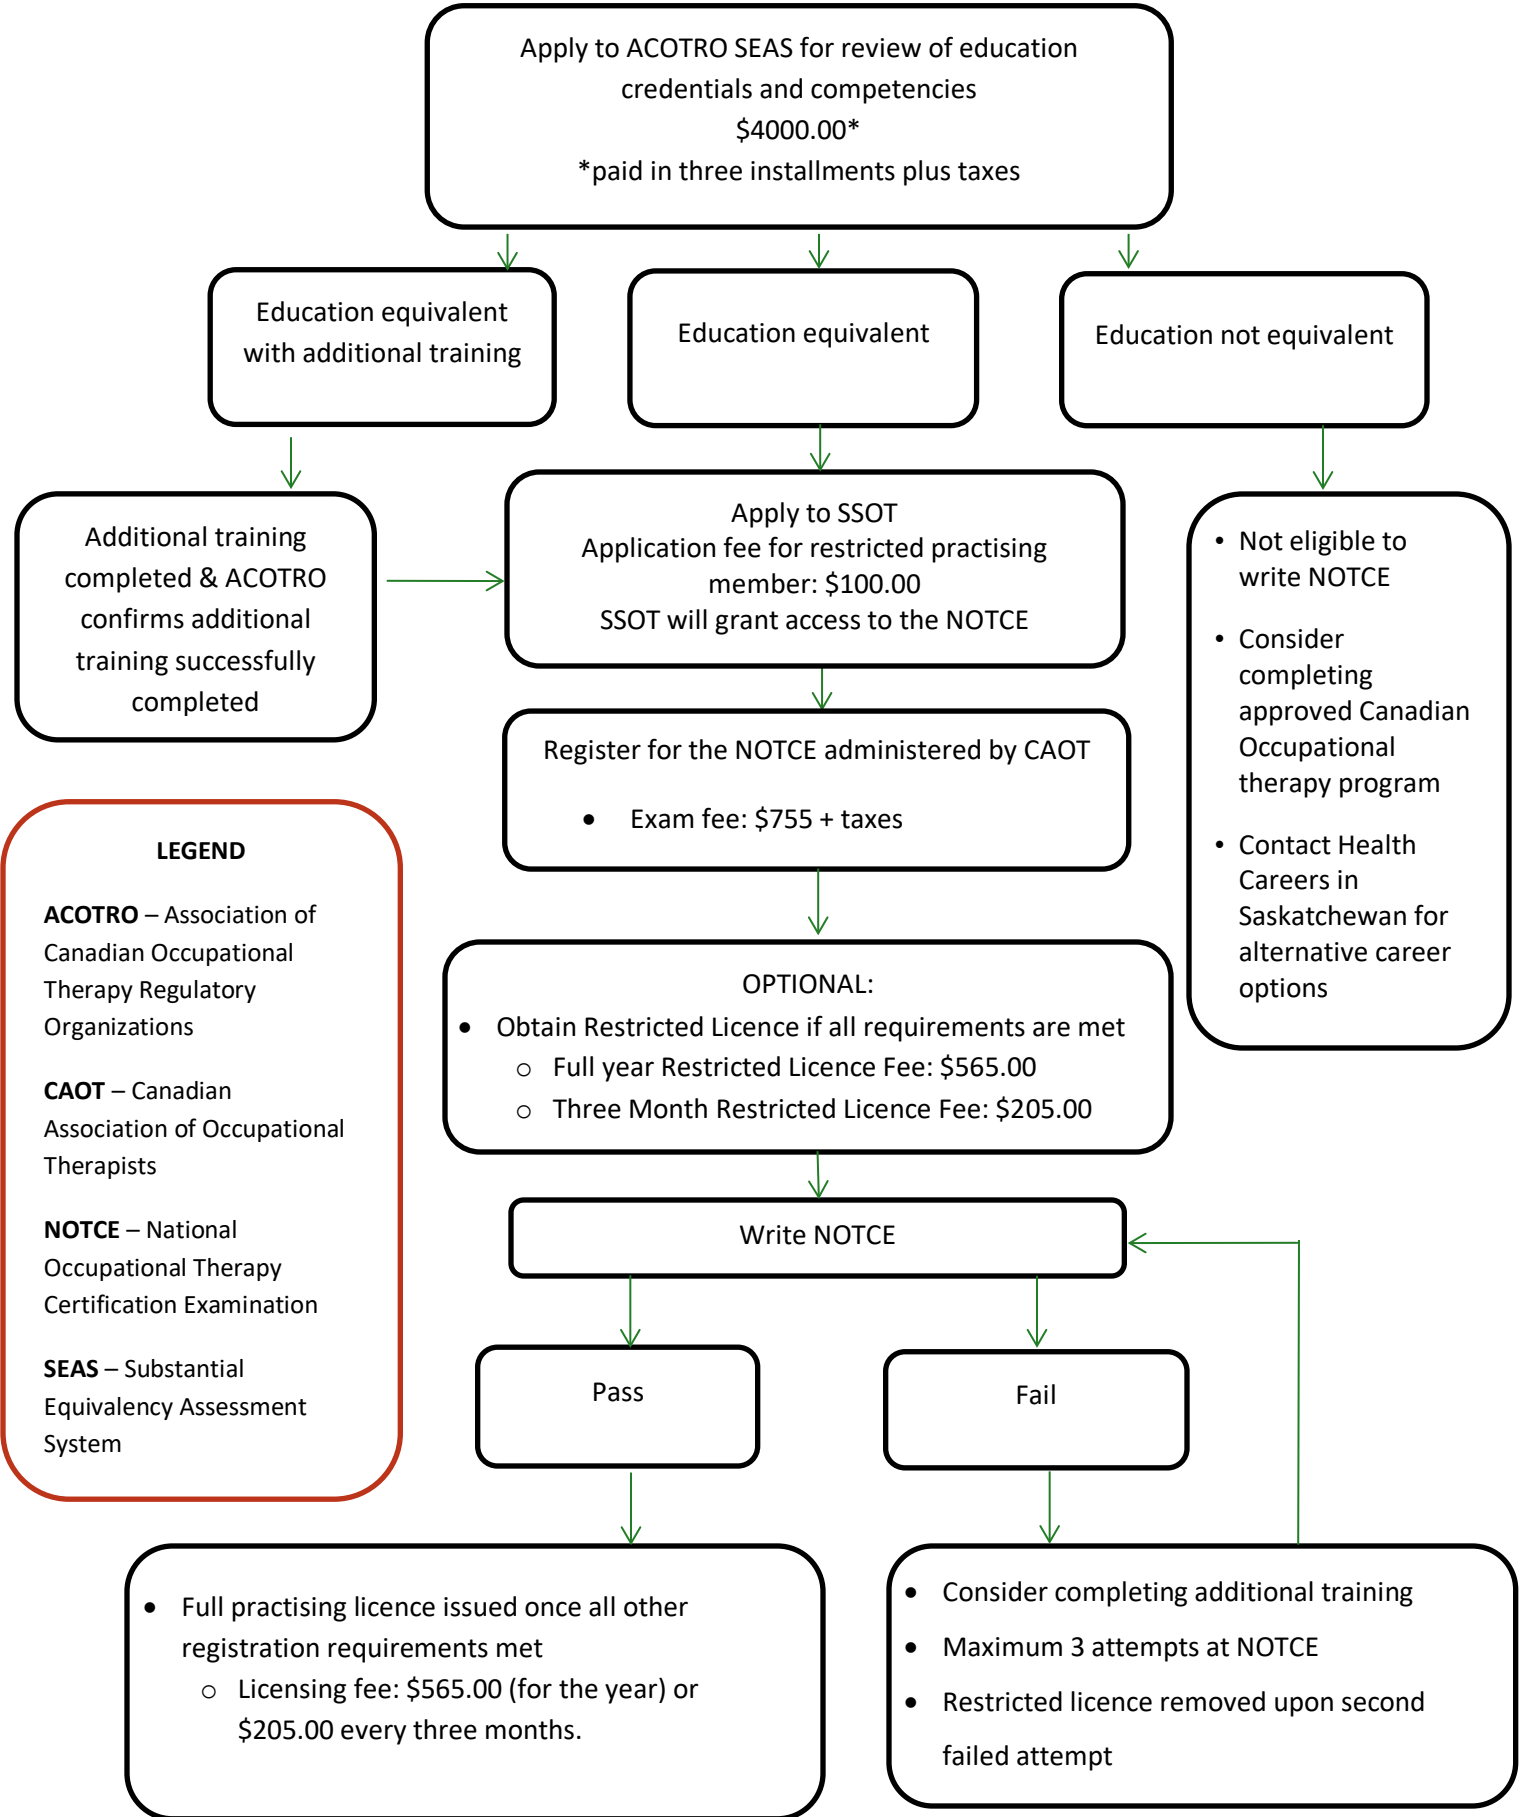 Apply to ACOTRO SEAS for review of education
credentials and competencies
$4000.00*
*paid in three installments plus taxes
Education equivalent
with additional training
Education equivalent
Education not equivalent
Additional training
completed & ACOTRO
confirms additional
training successfully
completed
Apply to SSOT
Application fee for restricted practising
member: $100.00
SSOT will grant access to the NOTCE
• Not eligible to
write NOTCE
• Consider
completing
approved Canadian
Occupational
therapy program
• Contact Health
Careers in
Saskatchewan for
alternative career
options
Register for the NOTCE administered by CAOT
• Exam fee: $755 + taxes
LEGEND
ACOTRO – Association of
Canadian Occupational
Therapy Regulatory
Organizations
CAOT – Canadian
Association of Occupational
Therapists
NOTCE – National
Occupational Therapy
Certification Examination
SEAS – Substantial
Equivalency Assessment
System
OPTIONAL:
• Obtain Restricted Licence if all requirements are met
o Full year Restricted Licence Fee: $565.00
o Three Month Restricted Licence Fee: $205.00
Write NOTCE
Pass
Fail
• Full practising licence issued once all other
registration requirements met
o Licensing fee: $565.00 (for the year) or
$205.00 every three months.
• Consider completing additional training
• Maximum 3 attempts at NOTCE
• Restricted licence removed upon second
failed attempt